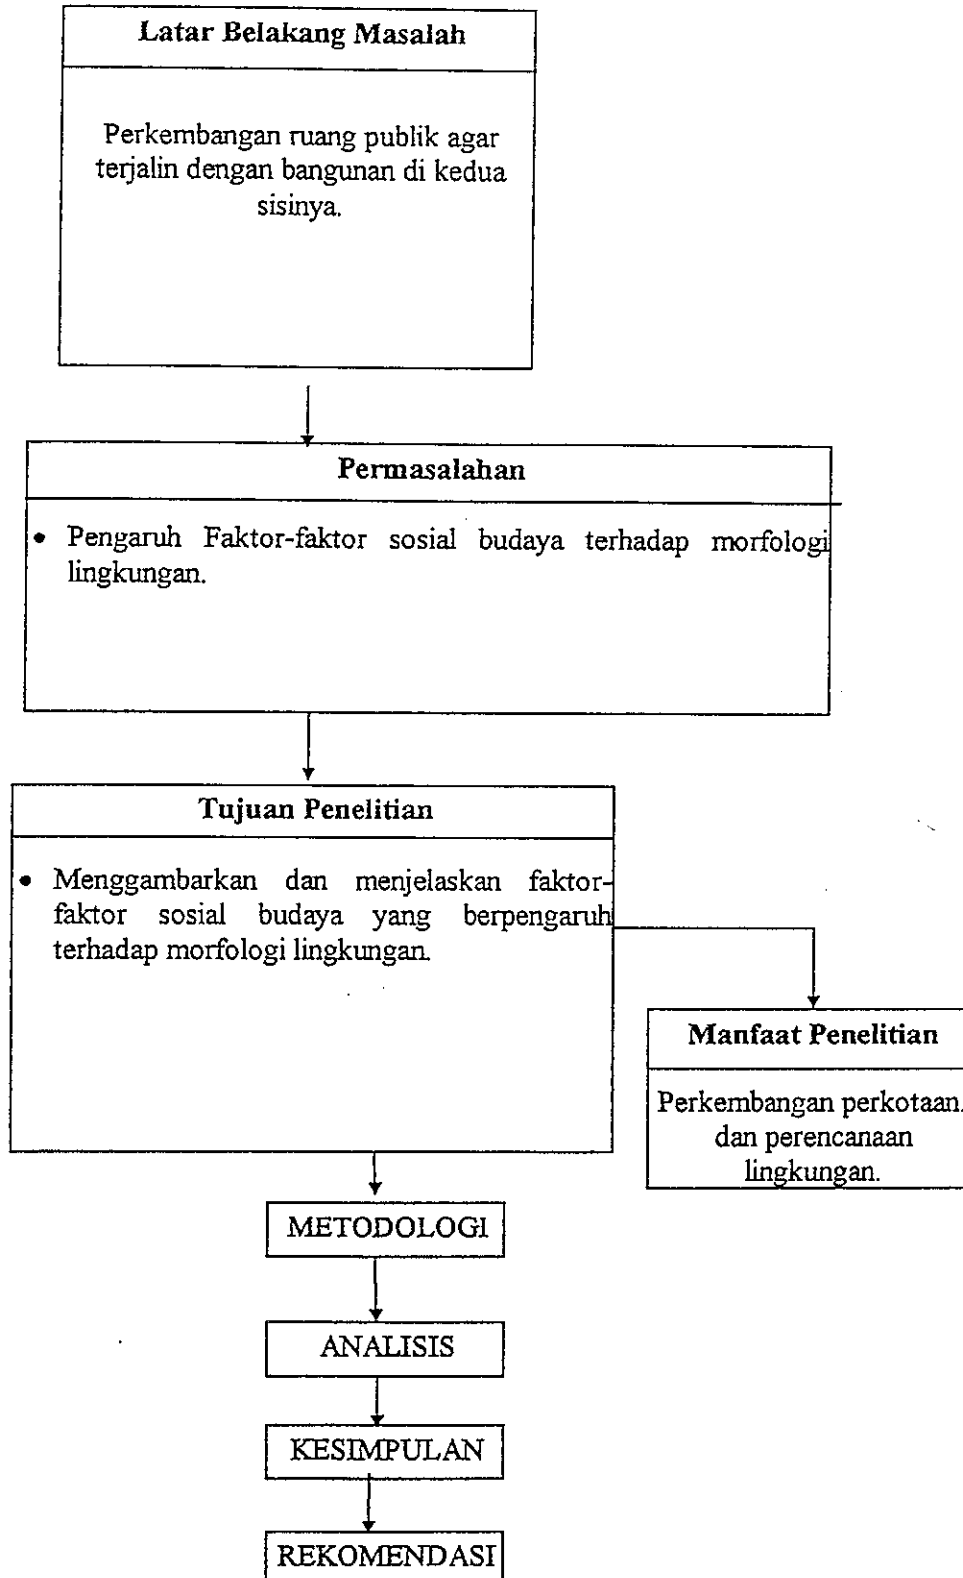 Latar Belakang Masalah
Perkembangan ruang publik agar
terjalin dengan bangunan di kedua
sisinya.
Permasalahan
• Pengaruh Faktor-faktor sosial budaya terhadap morfologi
lingkungan.
Tujuan Penelitian
• Menggambarkan dan menjelaskan faktor-
faktor sosial budaya yang berpengaruh
terhadap morfologi lingkungan.
Manfaat Penelitian
Perkembangan perkotaan.
dan perencanaan
lingkungan.
METODOLOGI
ANALISIS
KESIMPULAN
REKOMENDASI